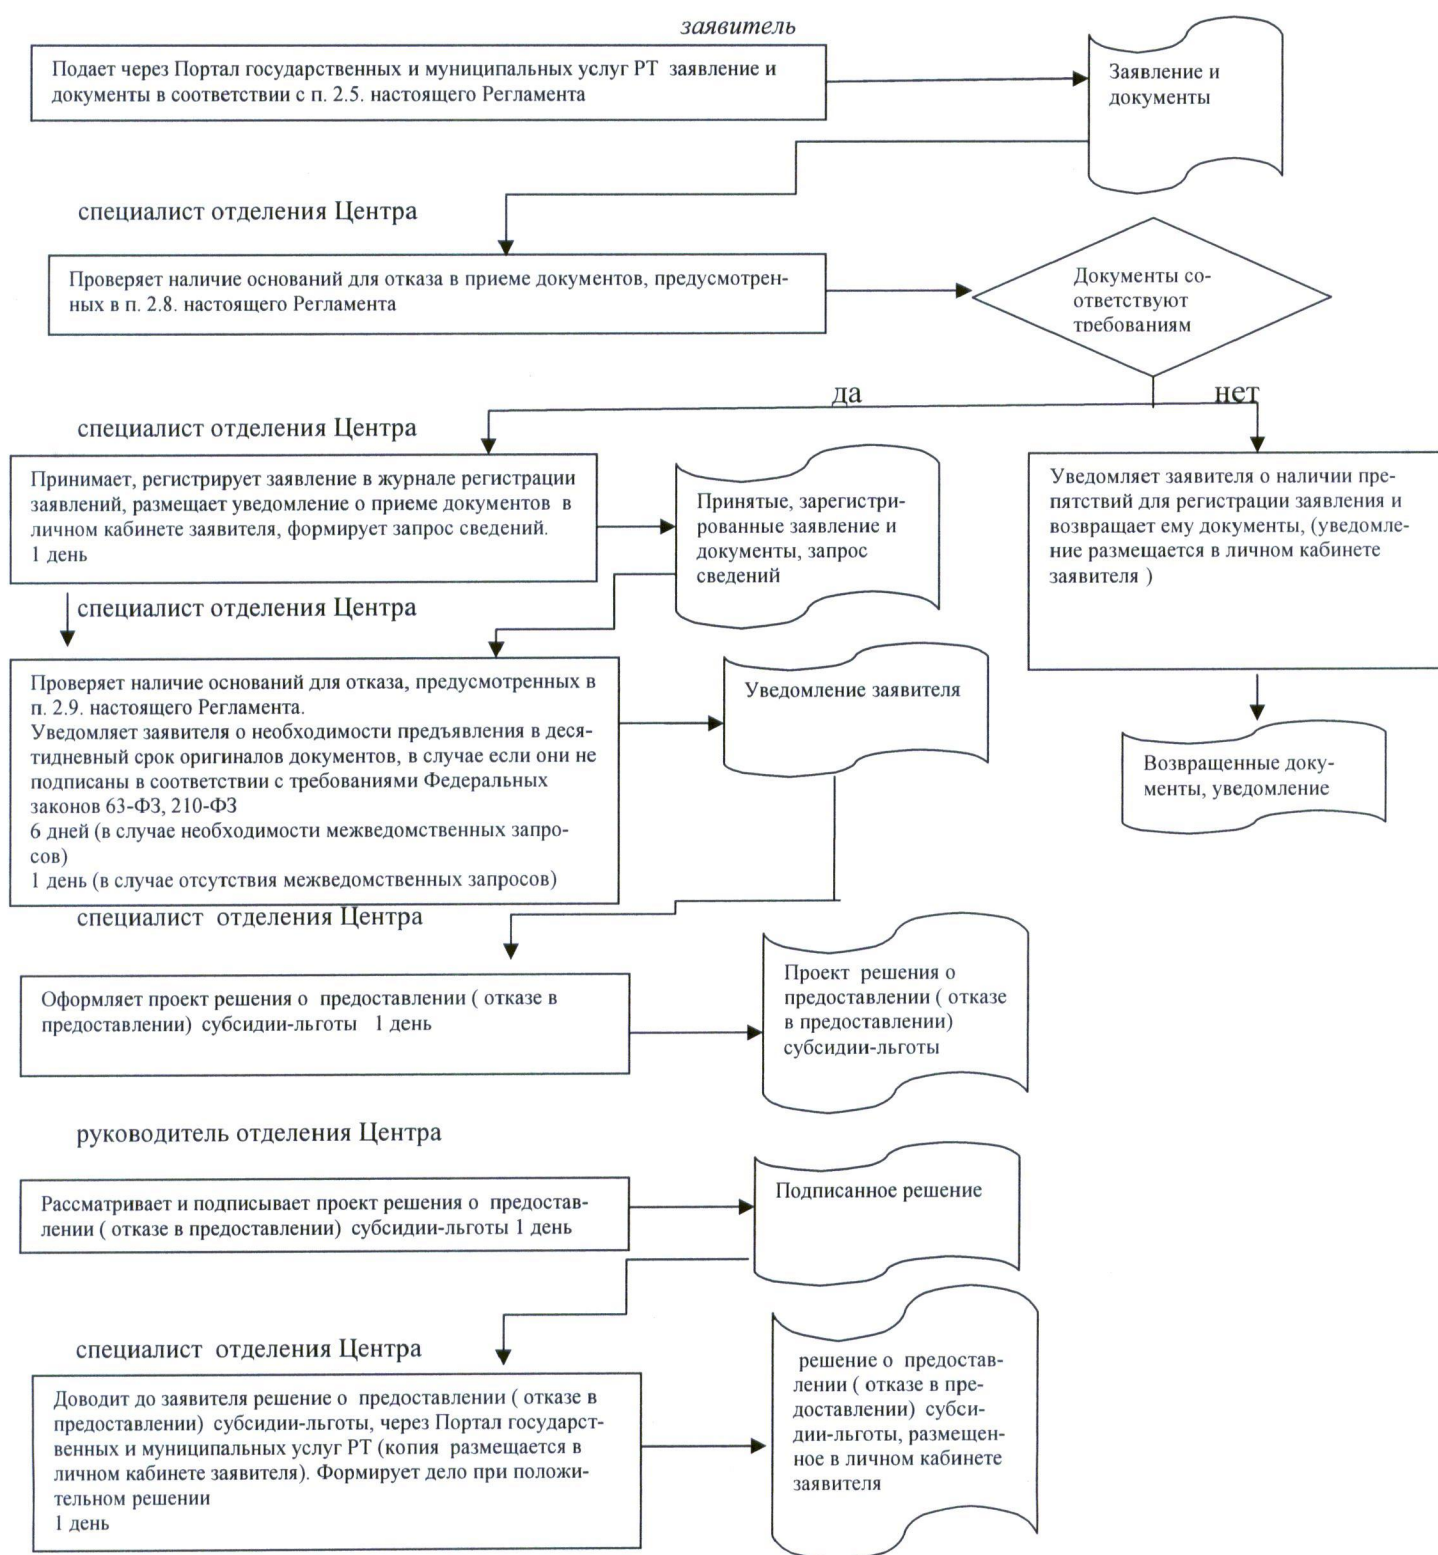 заявитель
Подает через Портал государственных и муниципальных услуг РТ заявление и
документы в соответствии с п. 2.5. настоящего Регламента
Заявление и
документы
специалист отделения Центра
Проверяет наличие оснований для отказа в приеме документов, предусмотрен-
ных в п. 2.8. настоящего Регламента
Документы со-
ответствуют
требованиям
да
нет
специалист отделения Центра
Принимает, регистрирует заявление в журнале регистрации
заявлений, размещает уведомление о приеме документов в
личном кабинете заявителя, формирует запрос сведений.
1 день
Принятые, зарегистри-
рованные заявление и
документы, запрос
сведений
Уведомляет заявителя о наличии пре-
пятствий для регистрации заявления и
возвращает ему документы, (уведомле-
ние размещается в личном кабинете
заявителя )
специалист отделения Центра
Проверяет наличие оснований для отказа, предусмотренных в
п. 2.9. настоящего Регламента.
Уведомляет заявителя о необходимости предъявления в деся-
тидневный срок оригиналов документов, в случае если они не
подписаны в соответствии с требованиями Федеральных
законов 63-ФЗ, 210-ФЗ
6 дней (в случае необходимости межведомственных запро-
сов)
1 день (в случае отсутствия межведомственных запросов)
Уведомление заявителя
Возвращенные доку-
менты, уведомление
специалист отделения Центра
Оформляет проект решения о предоставлении ( отказе в
предоставлении) субсидии-льготы 1 день
Проект решения о
предоставлении ( отказе
в предоставлении)
субсидии-льготы
руководитель отделения Центра
Рассматривает и подписывает проект решения о предостав-
лении ( отказе в предоставлении) субсидии-льготы 1 день
Подписанное решение
специалист отделения Центра
Доводит до заявителя решение о предоставлении ( отказе в
предоставлении) субсидии-льготы, через Портал государст-
венных и муниципальных услуг РТ (копия размещается в
личном кабинете заявителя). Формирует дело при положи-
тельном решении
1 день
решение о предостав-
лении ( отказе в пре-
доставлении) субси-
дии-льготы, размещен-
ное в личном кабинете
заявителя